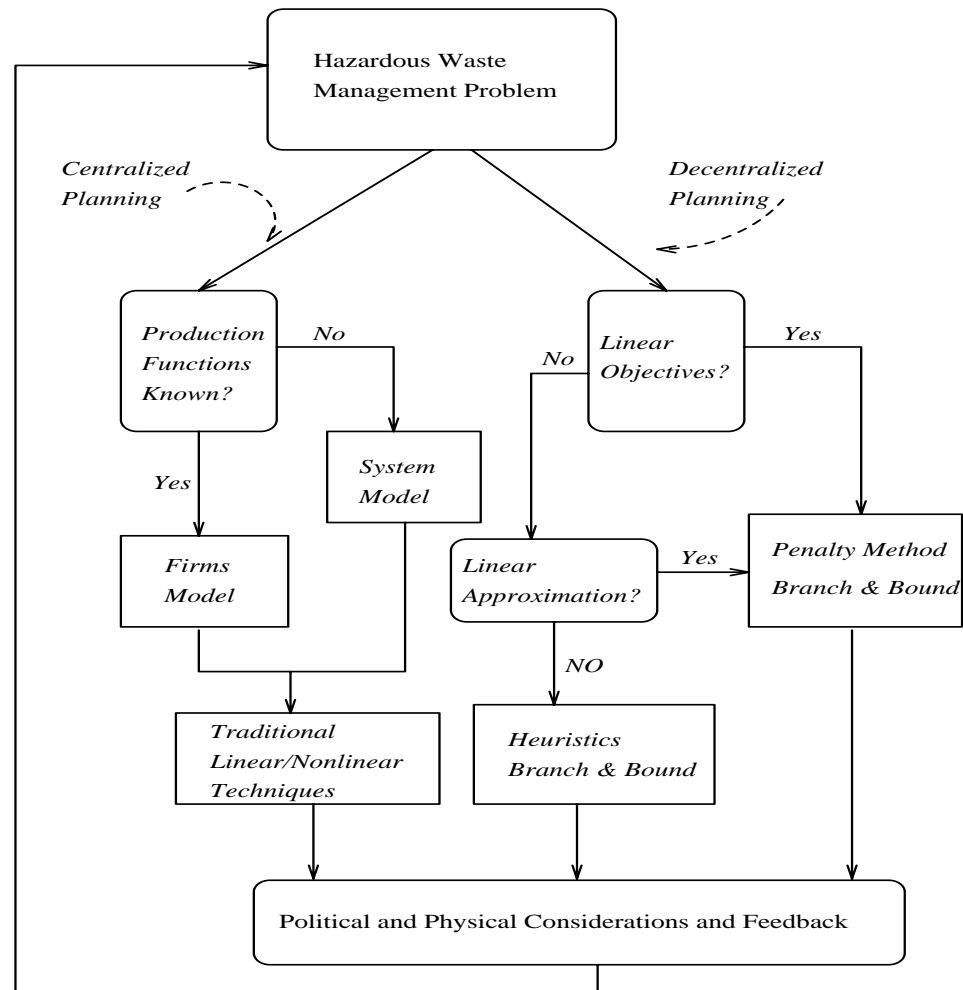 Hazardous Waste
Management Problem
Centralized
Planning
Decentralized
Planning
Production
Functions
Known?
No
Linear
Objectives?
Yes
No
Yes
System
Model
Firms
Model
Linear
Approximation?
Yes
Penalty Method
Branch & Bound
NO
Traditional
Linear/Nonlinear
Techniques
Heuristics
Branch & Bound
Political and Physical Considerations and Feedback